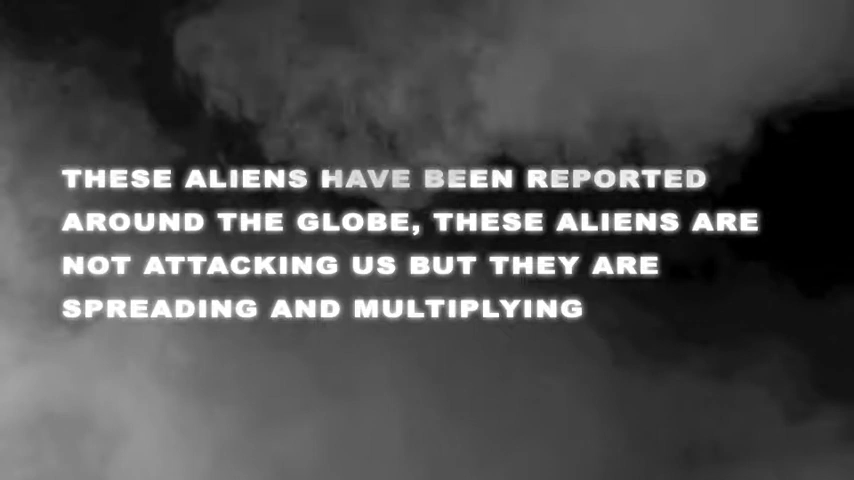 THESE ALIENS HAVE BEEN REPORTED
AROUND THE GLOBE, THESE ALIENS ARE
NOT ATTACKING US BUT THEY ARE
SPREADING AND MULTIPLYING